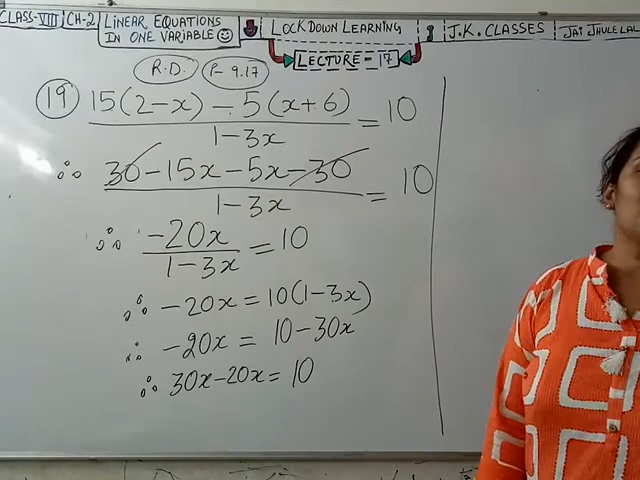 CLASS-VIII CH-2 LINEAR EQUATIONS IN ONE VARIABLE LOCKDOWN LEARNING J.K. CLASSES JAI JHULELAL
LECTURE - 17
R.D. P-9.17
19 15(2-x) - 5(x+6) / 1-3x = 10
∴ 30-15x-5x-30 / 1-3x = 10
∴ -20x / 1-3x = 10
∴ -20x = 10(1-3x)
∴ -20x = 10-30x
∴ 30x-20x = 10